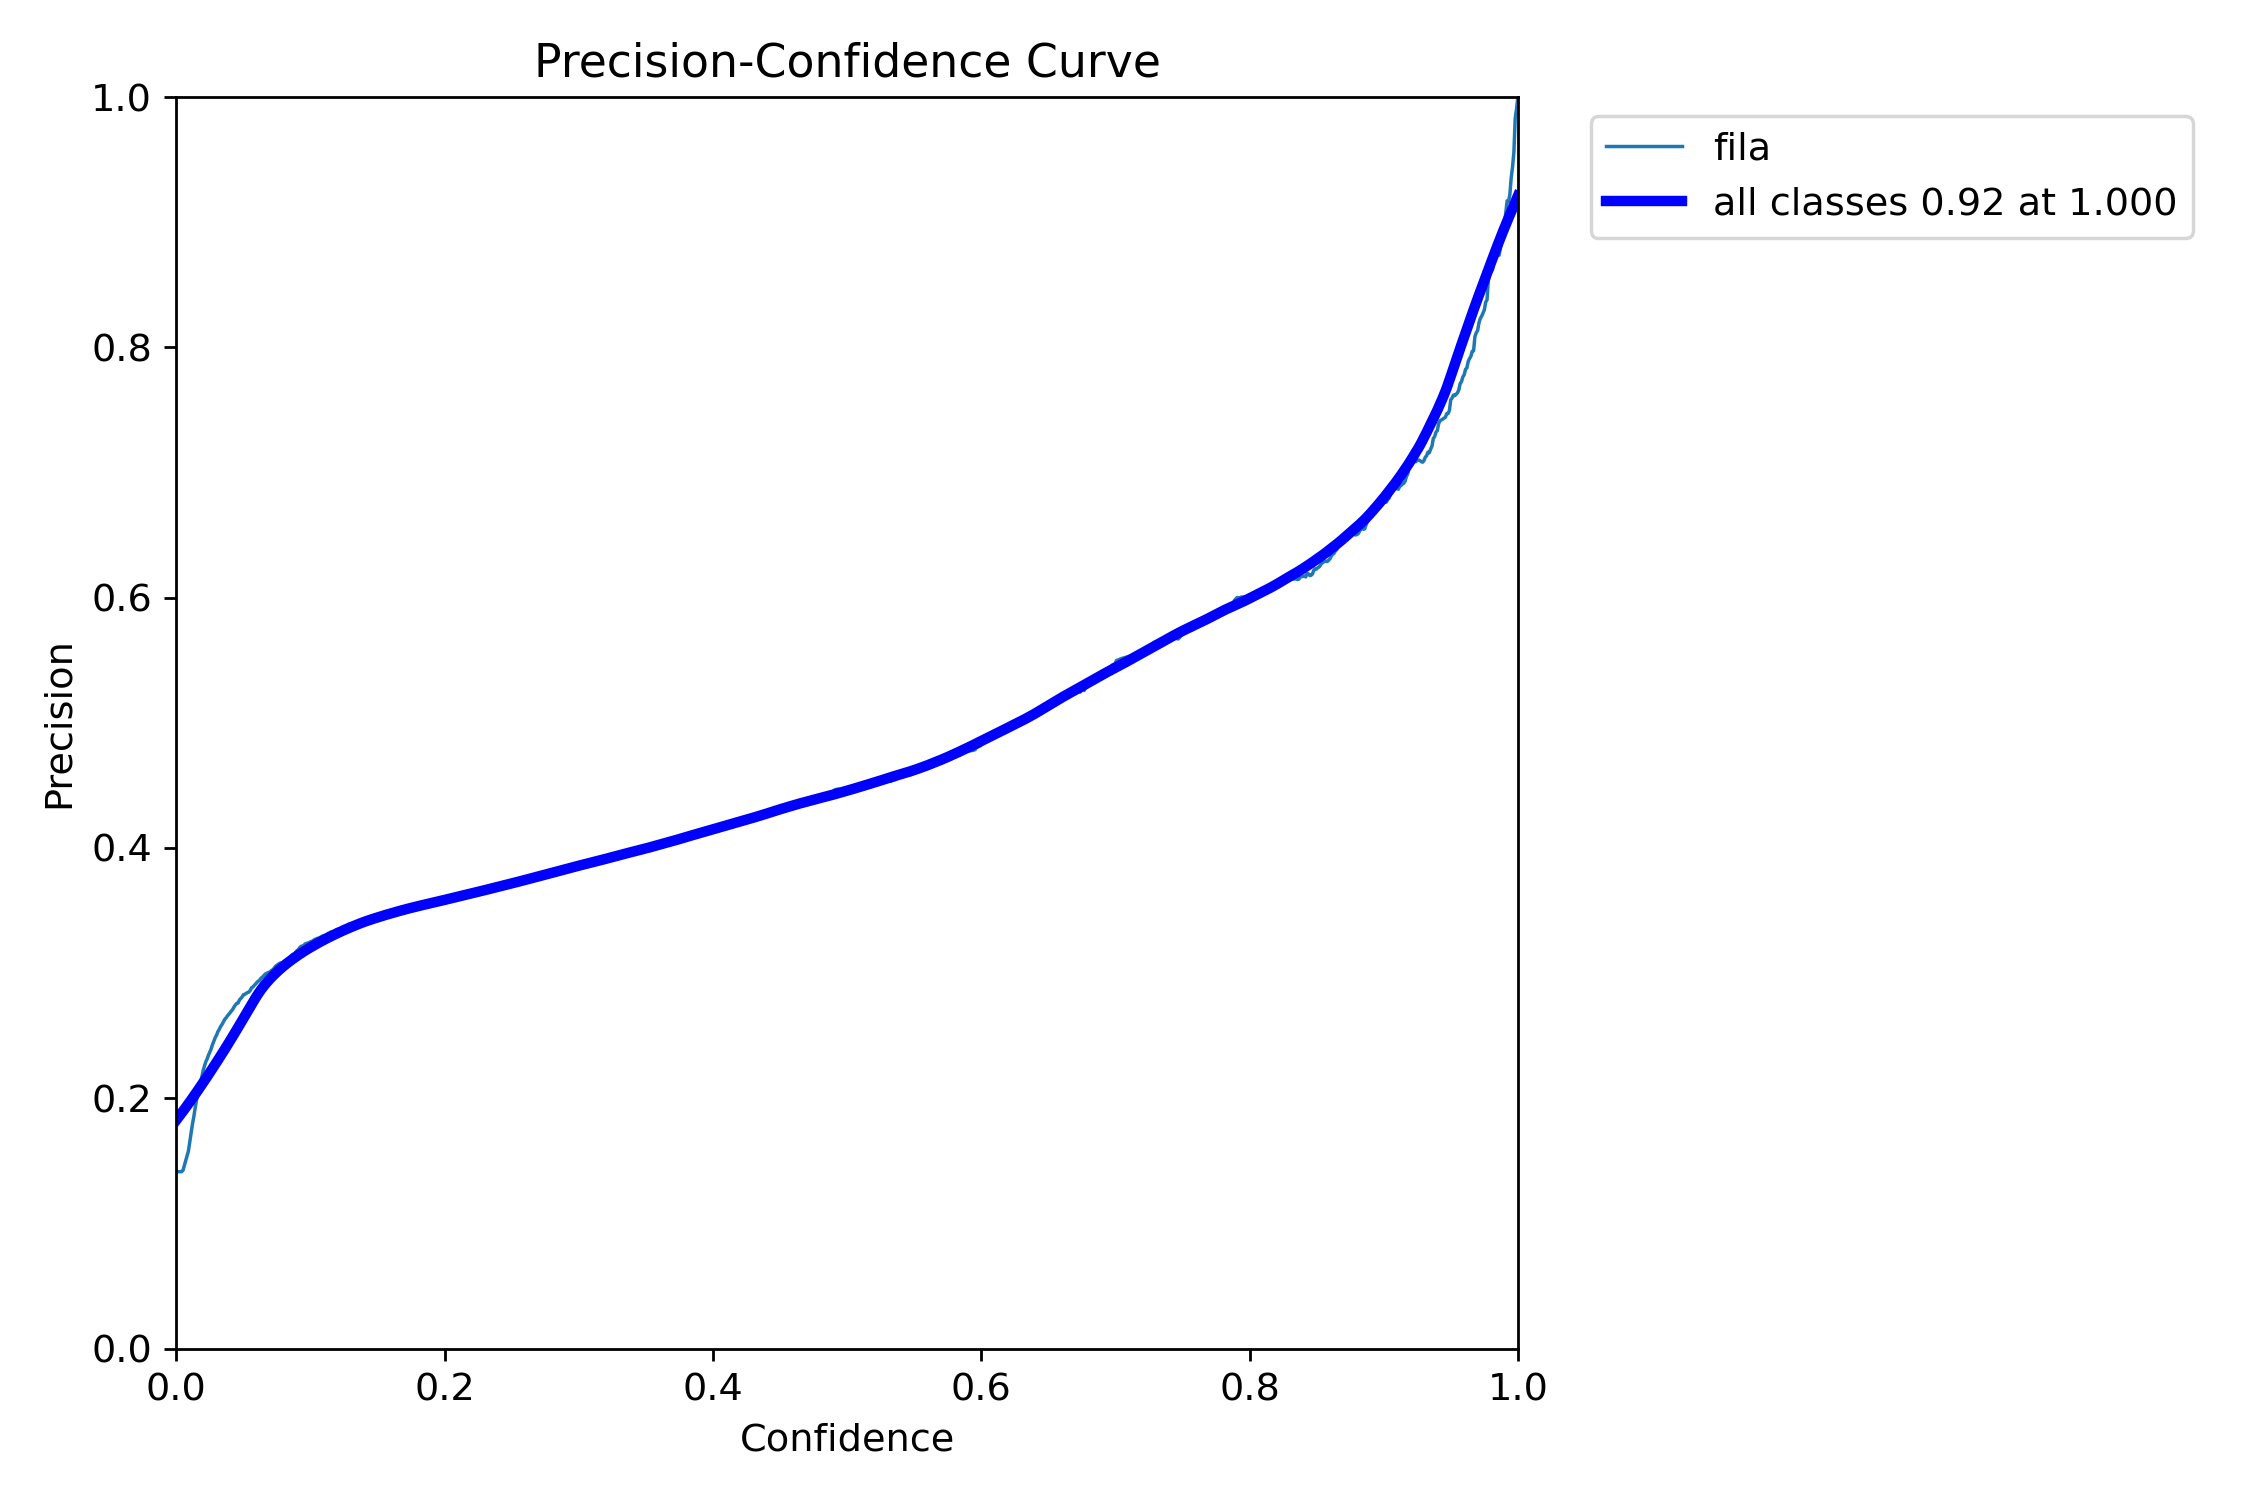 Precision-Confidence Curve
fila
all classes 0.92 at 1.000
Precision
1.0
0.8
0.6
0.4
0.2
0.0
0.0 0.2 0.4 0.6 0.8 1.0
Confidence